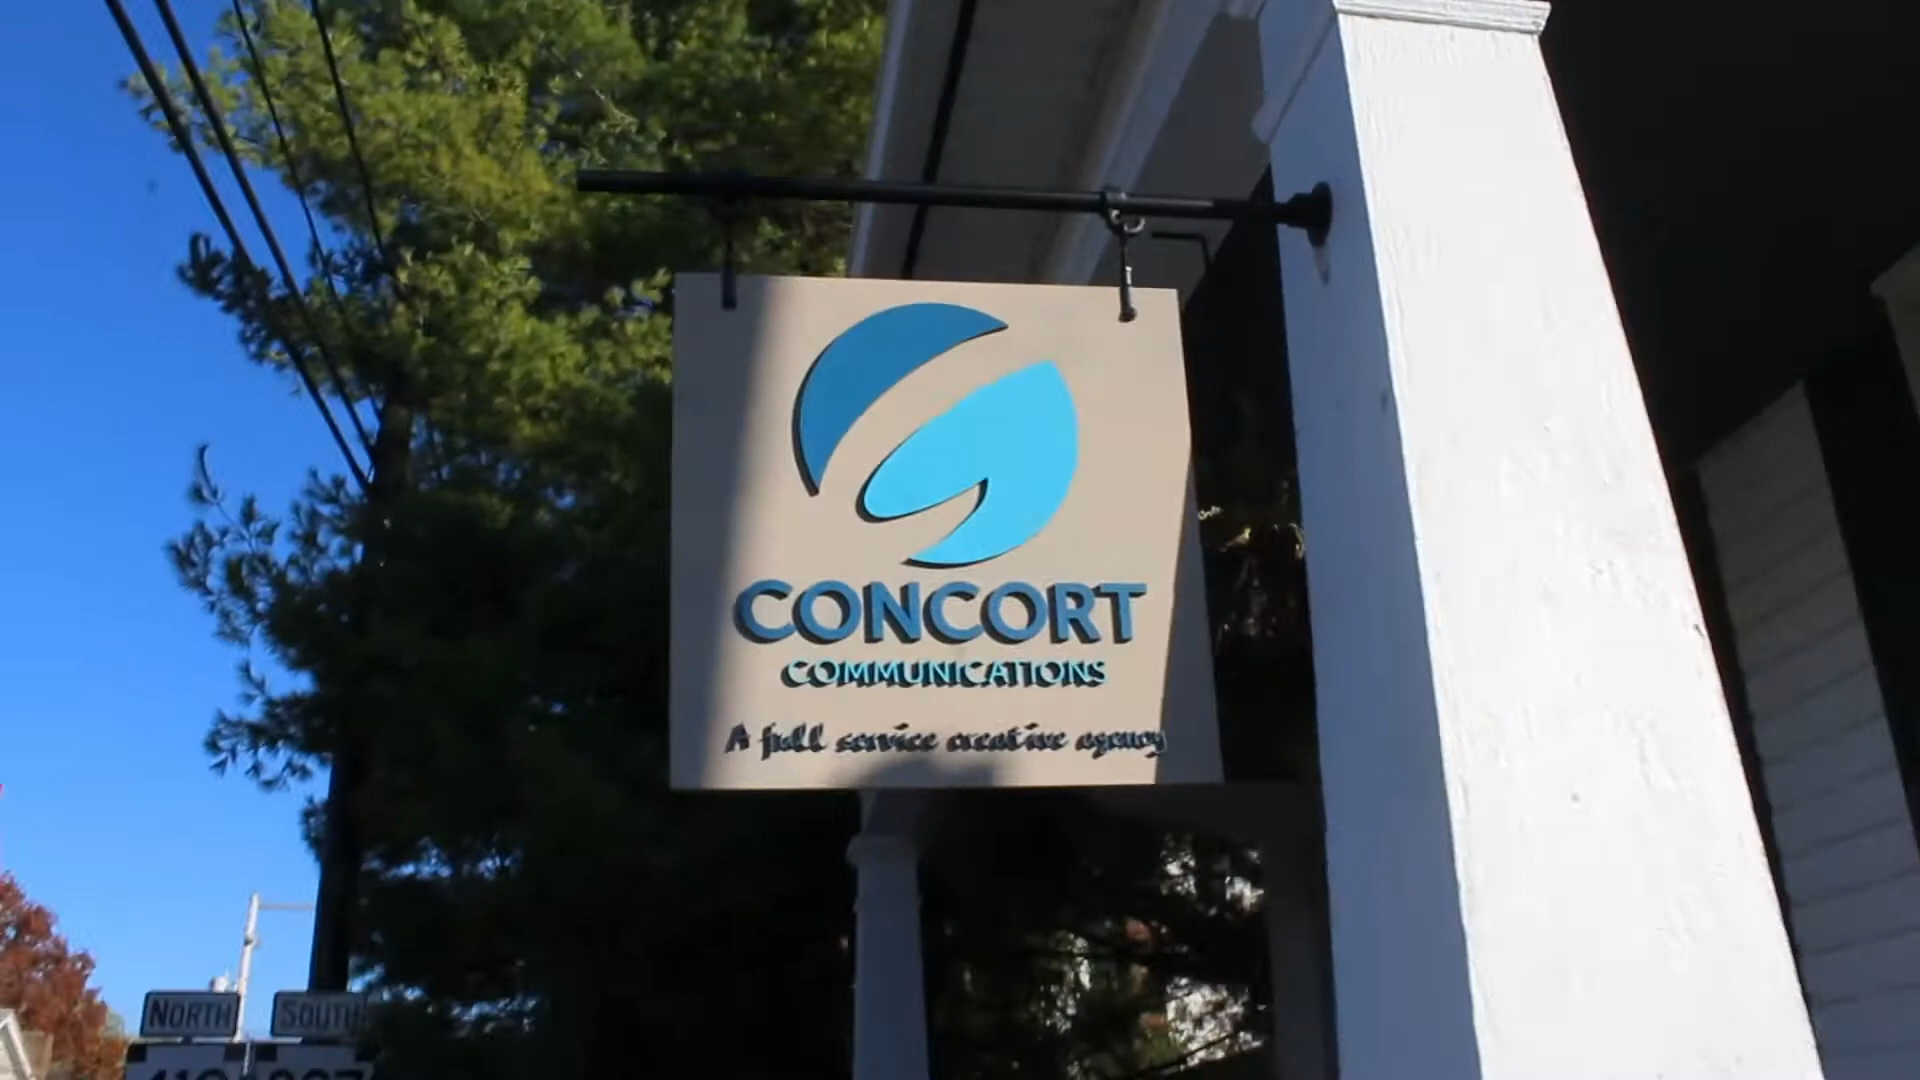 CONCORT
COMMUNICATIONS
A full service creative agency
NORTH
SOUTH